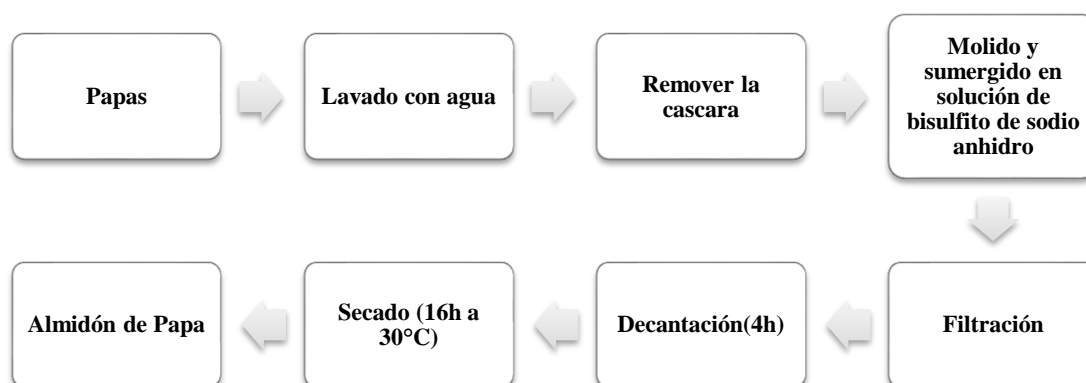 Papas
Lavado con agua
Remover la
cascara
Molido y
sumergido en
solución de
bisulfito de sodio
anhidro
Filtración
Decantación(4h)
Secado (16h a
30°C)
Almidón de Papa